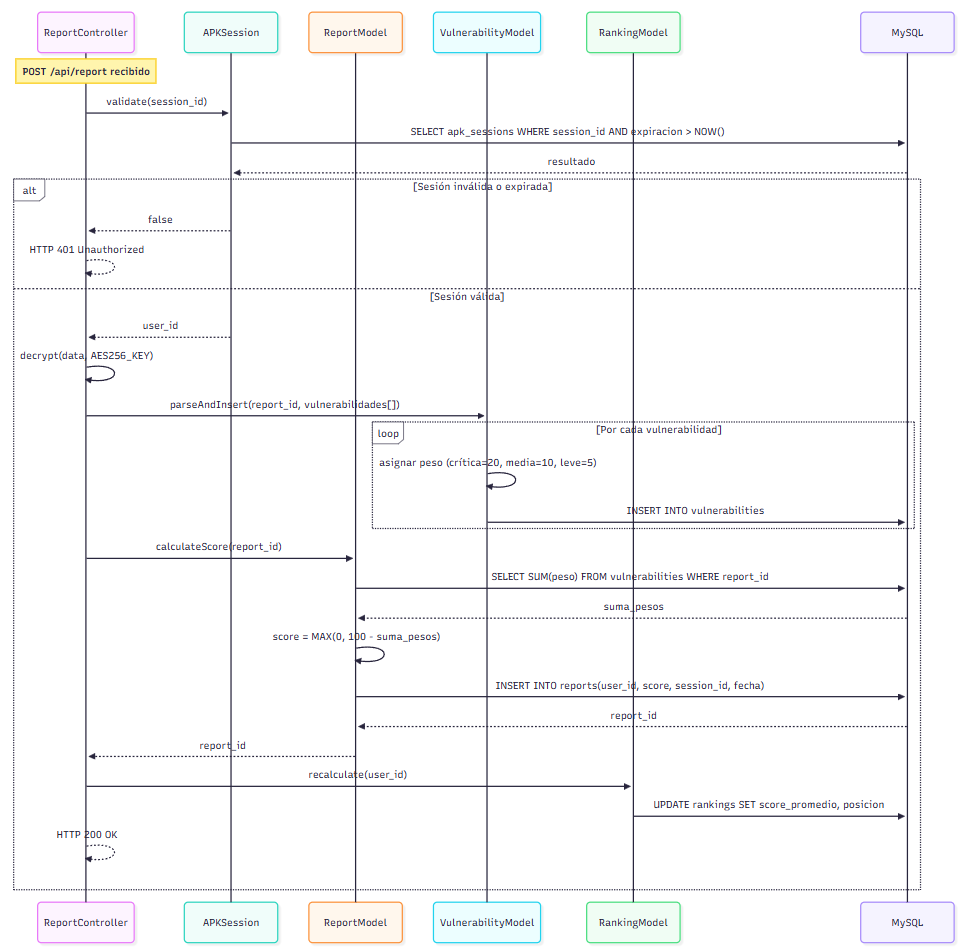 ReportController
APKSession
ReportModel
VulnerabilityModel
RankingModel
MySQL
POST /api/report recibido
validate(session_id)
SELECT apk_sessions WHERE session_id AND expiracion > NOW()
resultado
alt
[Sesión inválida o expirada]
false
HTTP 401 Unauthorized
[Sesión válida]
user_id
decrypt(data, AES256_KEY)
parseAndInsert(report_id, vulnerabilidades[])
loop
[Por cada vulnerabilidad]
asignar peso (crítica=20, media=10, leve=5)
INSERT INTO vulnerabilities
calculateScore(report_id)
SELECT SUM(peso) FROM vulnerabilities WHERE report_id
suma_pesos
score = MAX(0, 100 - suma_pesos)
INSERT INTO reports(user_id, score, session_id, fecha)
report_id
report_id
recalculate(user_id)
UPDATE rankings SET score_promedio, posicion
HTTP 200 OK
ReportController
APKSession
ReportModel
VulnerabilityModel
RankingModel
MySQL